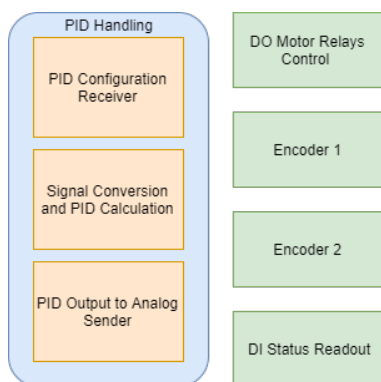 PID Handling
PID Configuration
Receiver
Signal Conversion
and PID Calculation
PID Output to Analog
Sender
DO Motor Relays
Control
Encoder 1
Encoder 2
DI Status Readout